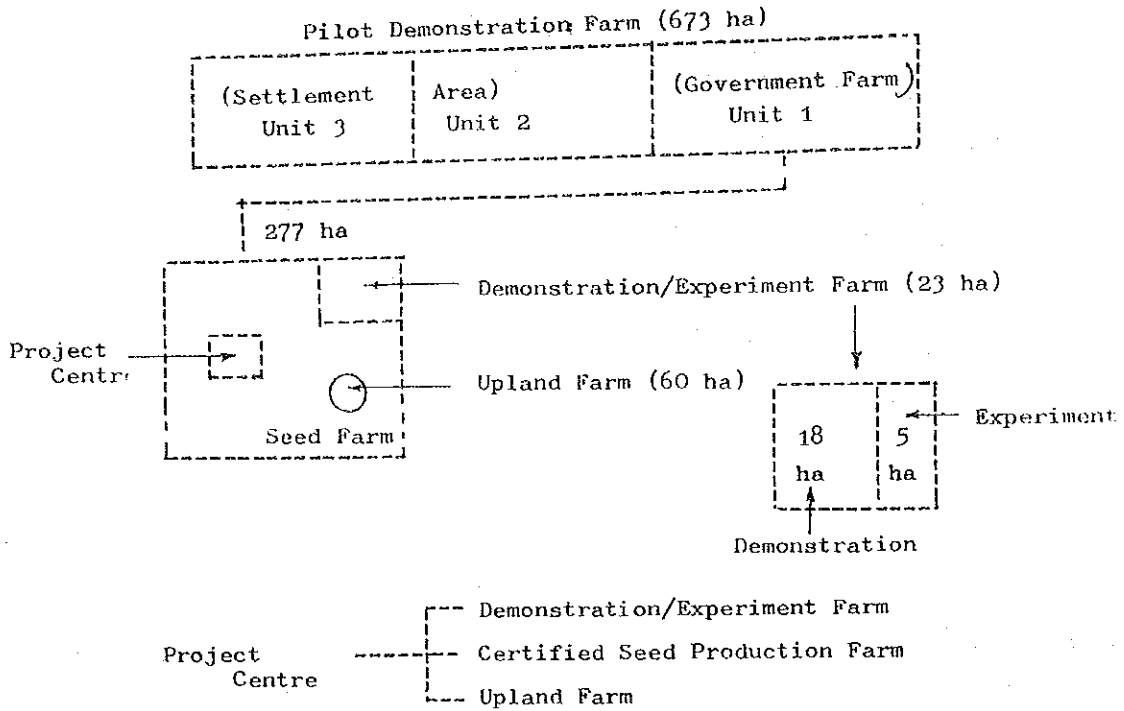 Pilot Demonstration Farm (673 ha)
(Settlement Area) (Government Farm)
Unit 3 Unit 2 Unit 1
277 ha
Demonstration/Experiment Farm (23 ha)
Project
Centre
Upland Farm (60 ha)
Seed Farm
Experiment
18 5
ha ha
Demonstration
Demonstration/Experiment Farm
Project
Centre
Certified Seed Production Farm
Upland Farm